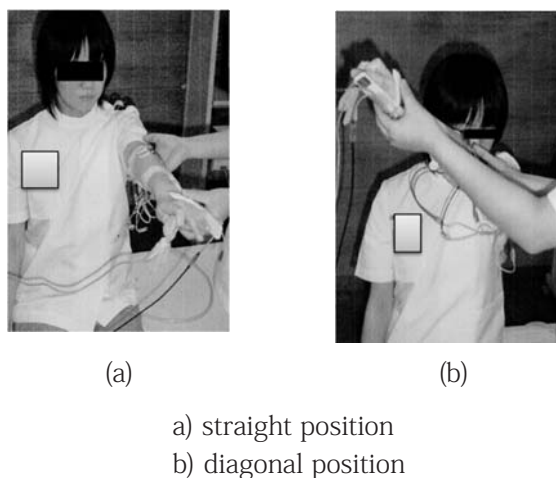 (a)
(b)
a) straight position
b) diagonal position